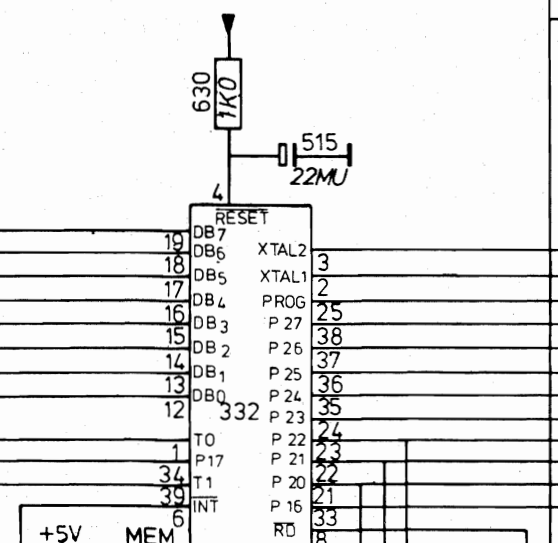 630
1K0
515
22MU
4
RESET
DB7
19 DB6
XTAL2
3
18 DB5
XTAL1
2
17 DB4
PROG
25
16 DB3
P 27
38
15 DB2
P 26
37
14 DB1
P 25
36
13 DB0
P 24
35
12
332
P 23
24
T0
P 22
23
1 P17
P 21
22
34 T1
P 20
21
39 INT
P 16
33
6
RD
8
+5V
MEM